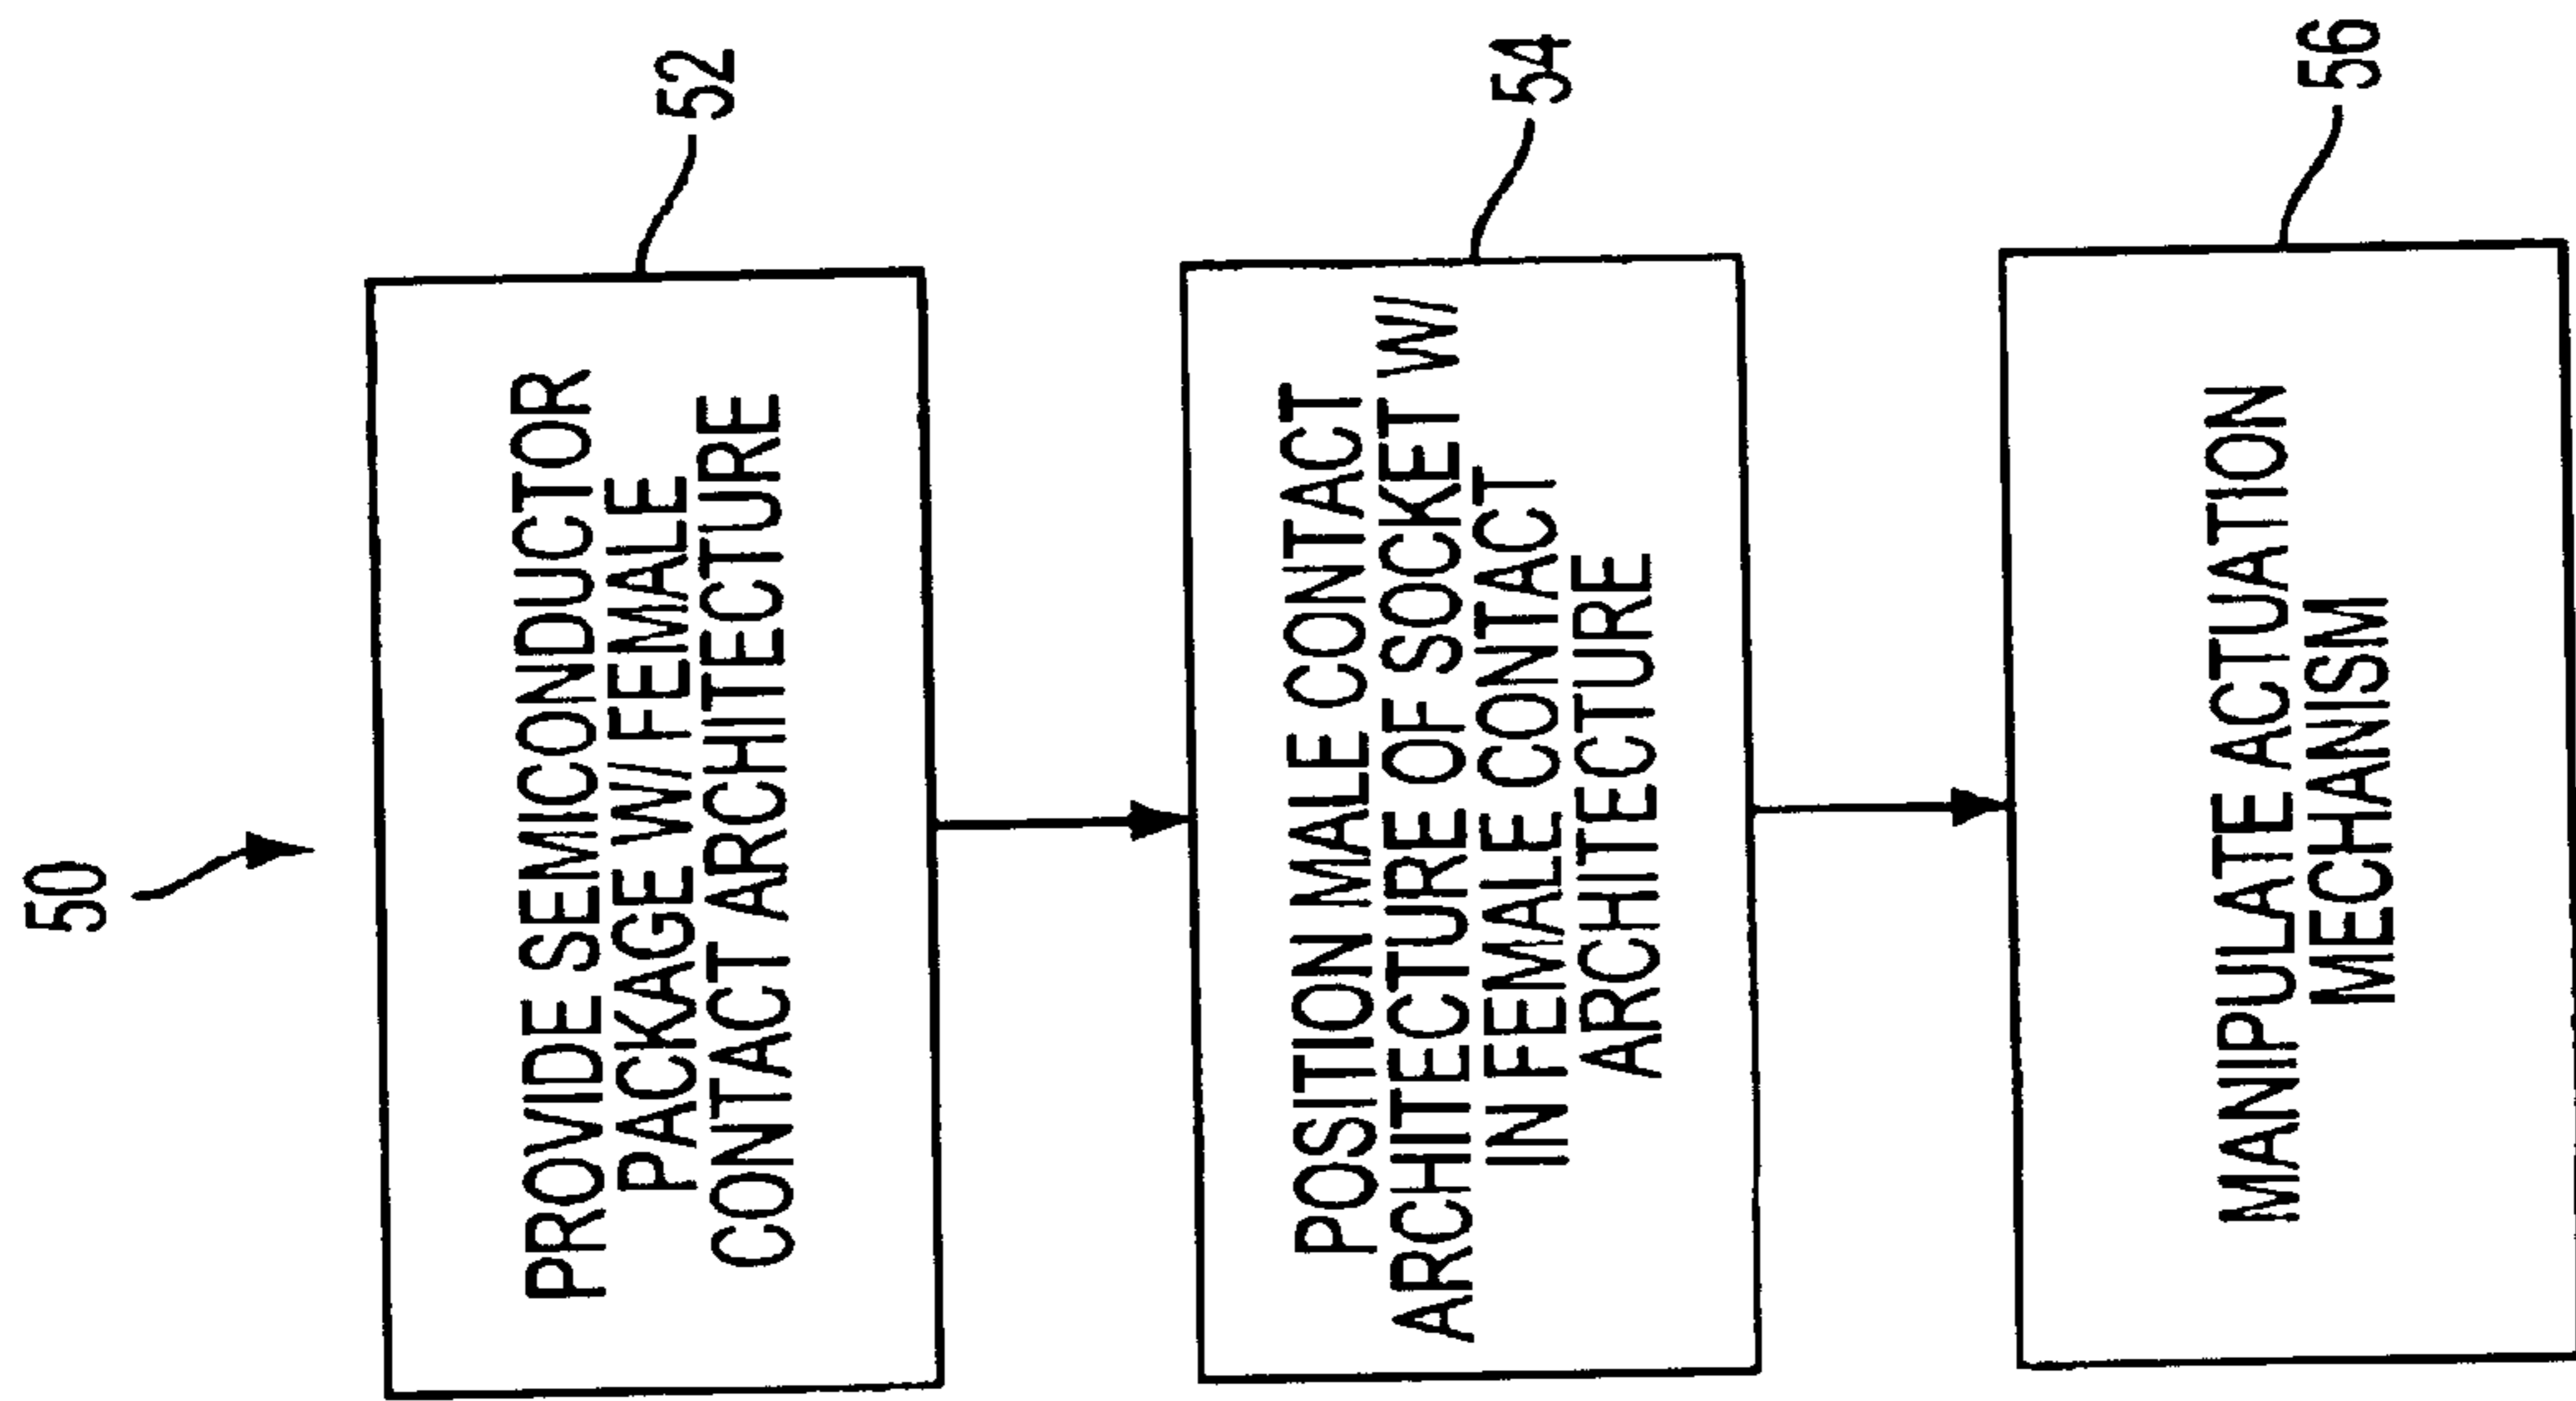 50
PROVIDE SEMICONDUCTOR
PACKAGE W/ FEMALE
CONTACT ARCHITECTURE
52
POSITION MALE CONTACT
ARCHITECTURE OF SOCKET W/
IN FEMALE CONTACT
ARCHITECTURE
54
MANIPULATE ACTUATION
MECHANISM
56